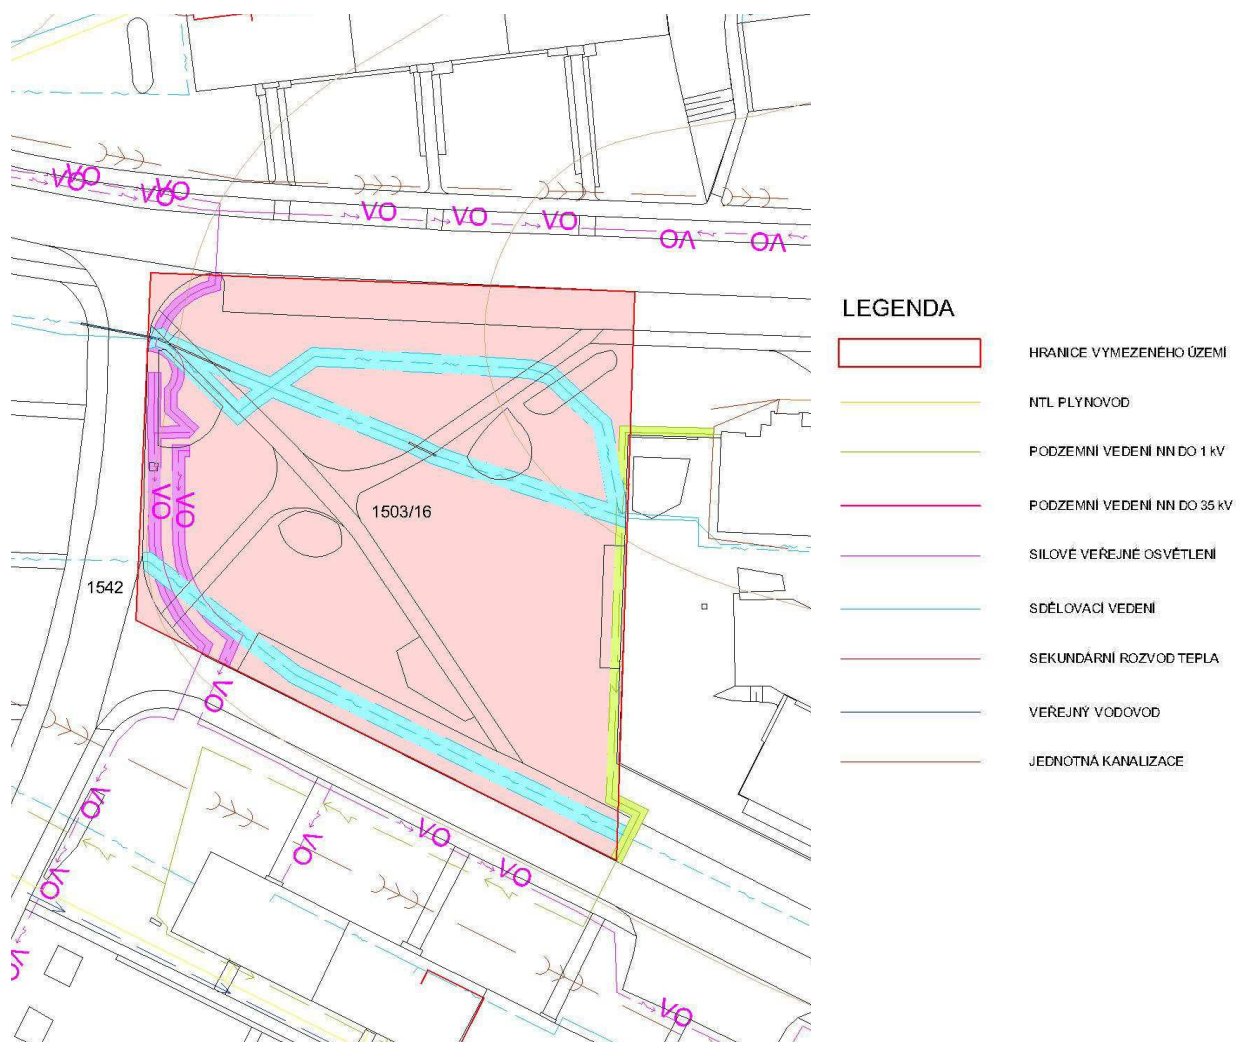 VO
VO
VO
VO
VO
VO
VO
VO
VO
LEGENDA
HRANICE VYMEZENÉHO ÚZEMÍ
NTL PLYNOVOD
PODZEMNÍ VEDENÍ NN DO 1 kV
PODZEMNÍ VEDENÍ NN DO 35 kV
SILOVÉ VEŘEJNÉ OSVĚTLENÍ
SDĚLOVACÍ VEDENÍ
SEKUNDÁRNÍ ROZVOD TEPLA
VEŘEJNÝ VODOVOD
JEDNOTNÁ KANALIZACE
VO
VO
1503/16
1542
VO
VO
VO
VO
VO
VO
VO
VO